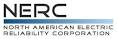 NERC
NORTH AMERICAN ELECTRIC
RELIABILITY CORPORATION